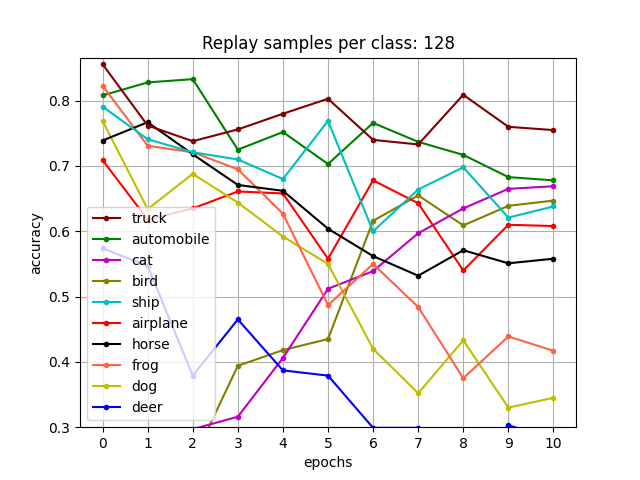 Replay samples per class: 128
accuracy
0.8
0.7
0.6
0.5
0.4
0.3
truck
automobile
cat
bird
ship
airplane
horse
frog
dog
deer
0 1 2 3 4 5 6 7 8 9 10
epochs